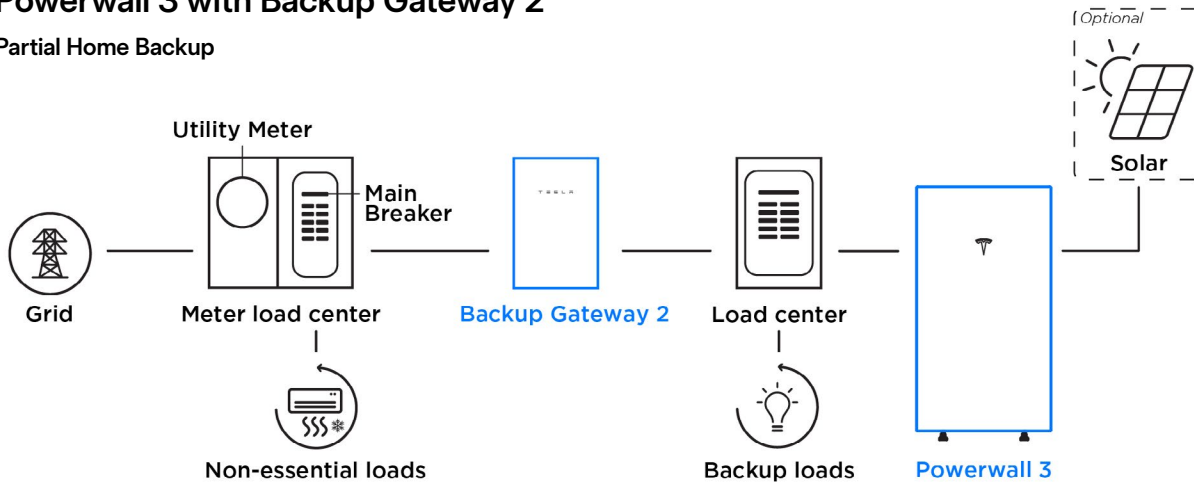 Powerwall 3 with Backup Gateway 2
Partial Home Backup
Optional
Solar
Utility Meter
Main
Breaker
TESLA
Grid
Meter load center
Backup Gateway 2
Load center
Non-essential loads
Backup loads
Powerwall 3